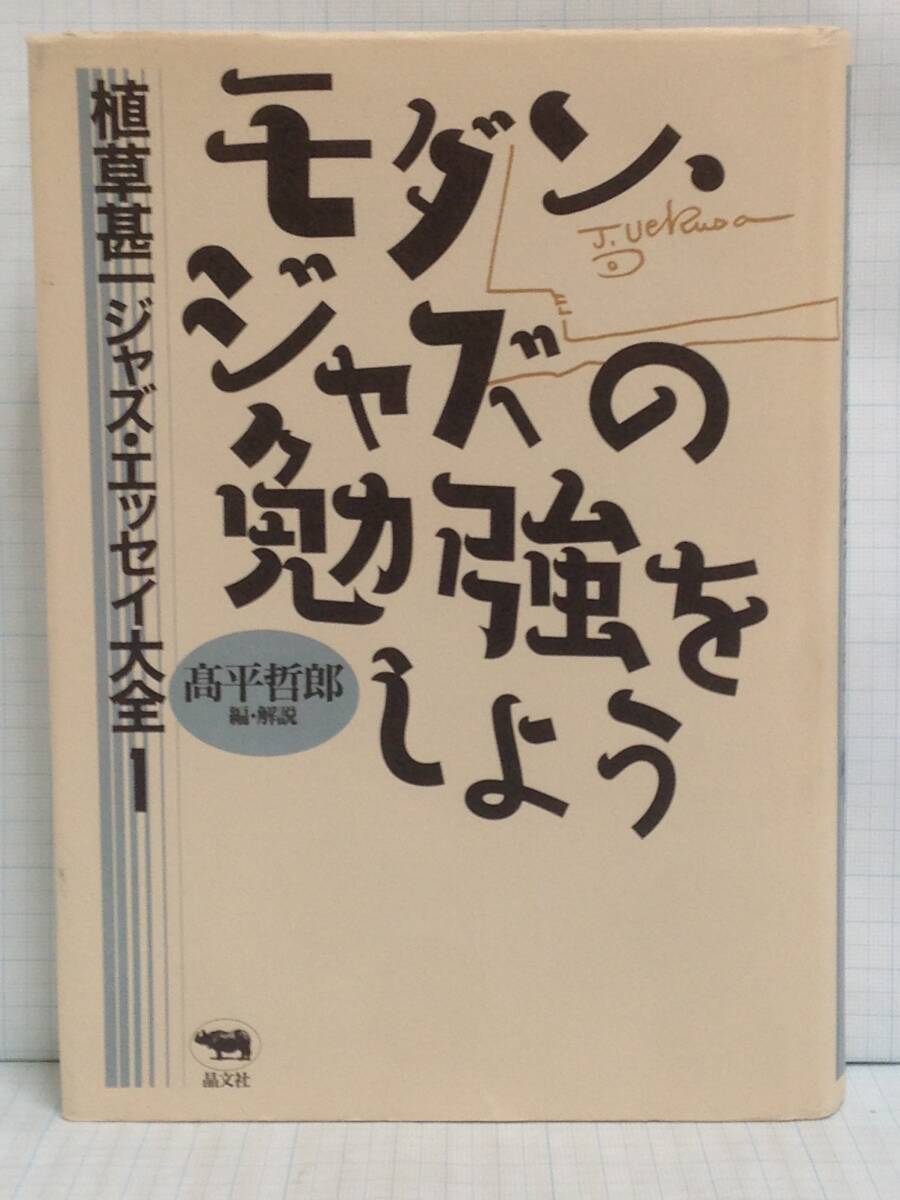 モダン・
ジャズの
勉強を
しよう
J. Uekusa
植草甚一ジャズ・エッセイ大全1
髙平哲郎
編・解説
晶文社